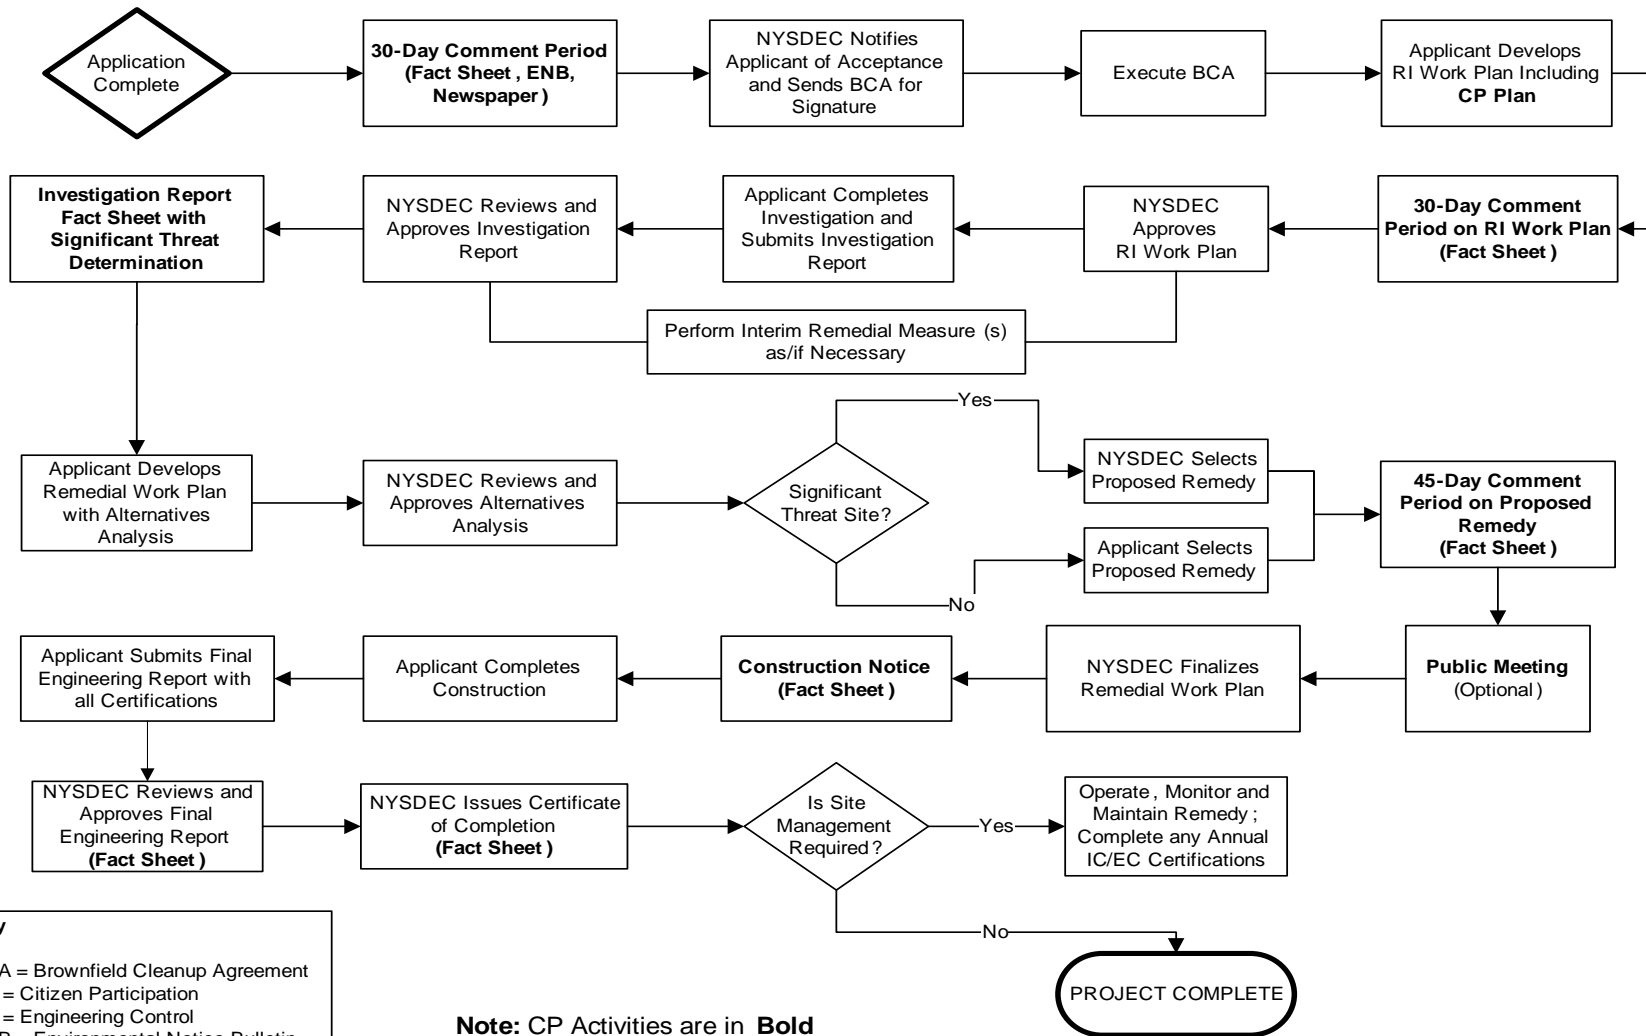 Application
Complete
30-Day Comment Period
(Fact Sheet, ENB,
Newspaper)
NYSDEC Notifies
Applicant of Acceptance
and Sends BCA for
Signature
Execute BCA
Applicant Develops
RI Work Plan Including
CP Plan
30-Day Comment
Period on RI Work Plan
(Fact Sheet)
NYSDEC
Approves
RI Work Plan
Applicant Completes
Investigation and
Submits Investigation
Report
NYSDEC Reviews and
Approves Investigation
Report
Investigation Report
Fact Sheet with
Significant Threat
Determination
Perform Interim Remedial Measure (s)
as/if Necessary
Applicant Develops
Remedial Work Plan
with Alternatives
Analysis
NYSDEC Reviews and
Approves Alternatives
Analysis
Significant
Threat Site?
Yes
NYSDEC Selects
Proposed Remedy
No
Applicant Selects
Proposed Remedy
45-Day Comment
Period on Proposed
Remedy
(Fact Sheet)
Public Meeting
(Optional)
NYSDEC Finalizes
Remedial Work Plan
Construction Notice
(Fact Sheet)
Applicant Completes
Construction
Applicant Submits Final
Engineering Report with
all Certifications
NYSDEC Reviews and
Approves Final
Engineering Report
(Fact Sheet)
NYSDEC Issues Certificate
of Completion
(Fact Sheet)
Is Site
Management
Required?
Yes
Operate, Monitor and
Maintain Remedy;
Complete any Annual
IC/EC Certifications
No
PROJECT COMPLETE
y
A = Brownfield Cleanup Agreement
= Citizen Participation
= Engineering Control
= Environmental Notice Bulletin
Note: CP Activities are in Bold